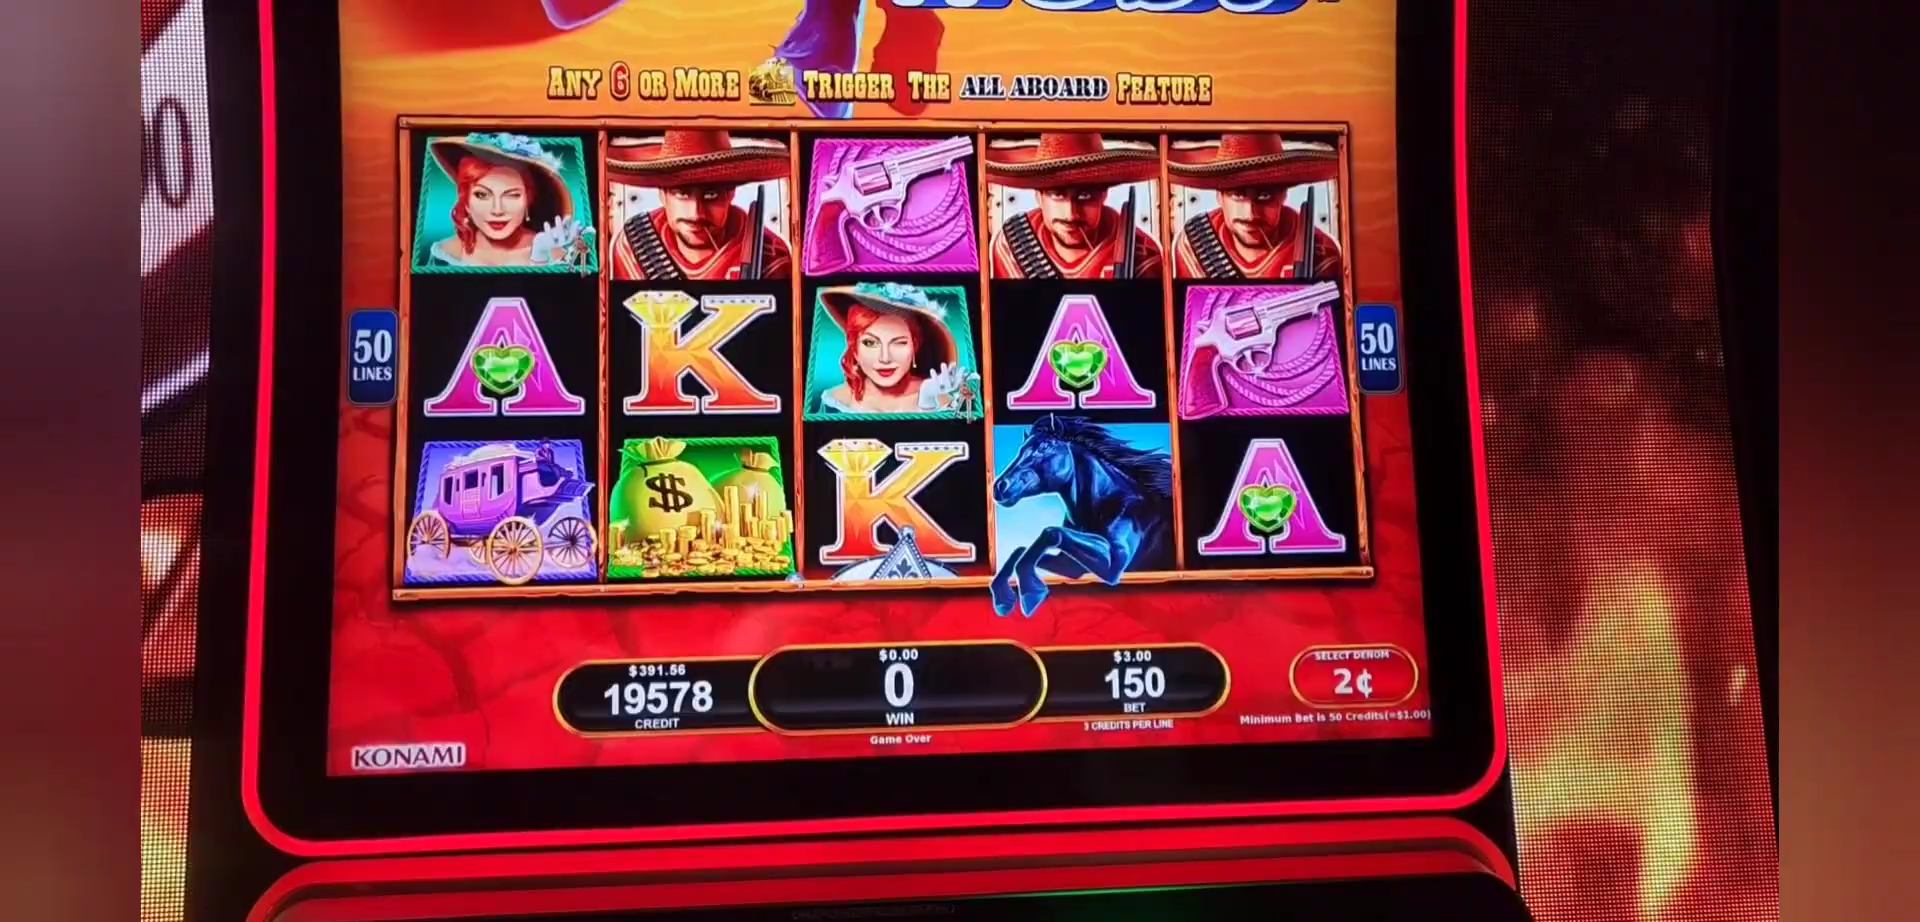 ANY 6 OR MORE TRIGGER THE ALL ABOARD FEATURE
A K A
$ K A
50
LINES
50
LINES
$391.56
19578
CREDIT
$0.00
0
WIN
Game Over
$3.00
150
BET
3 CREDITS PER LINE
SELECT DENOM
2¢
Minimum Bet is 50 Credits(=$1.00)
KONAMI